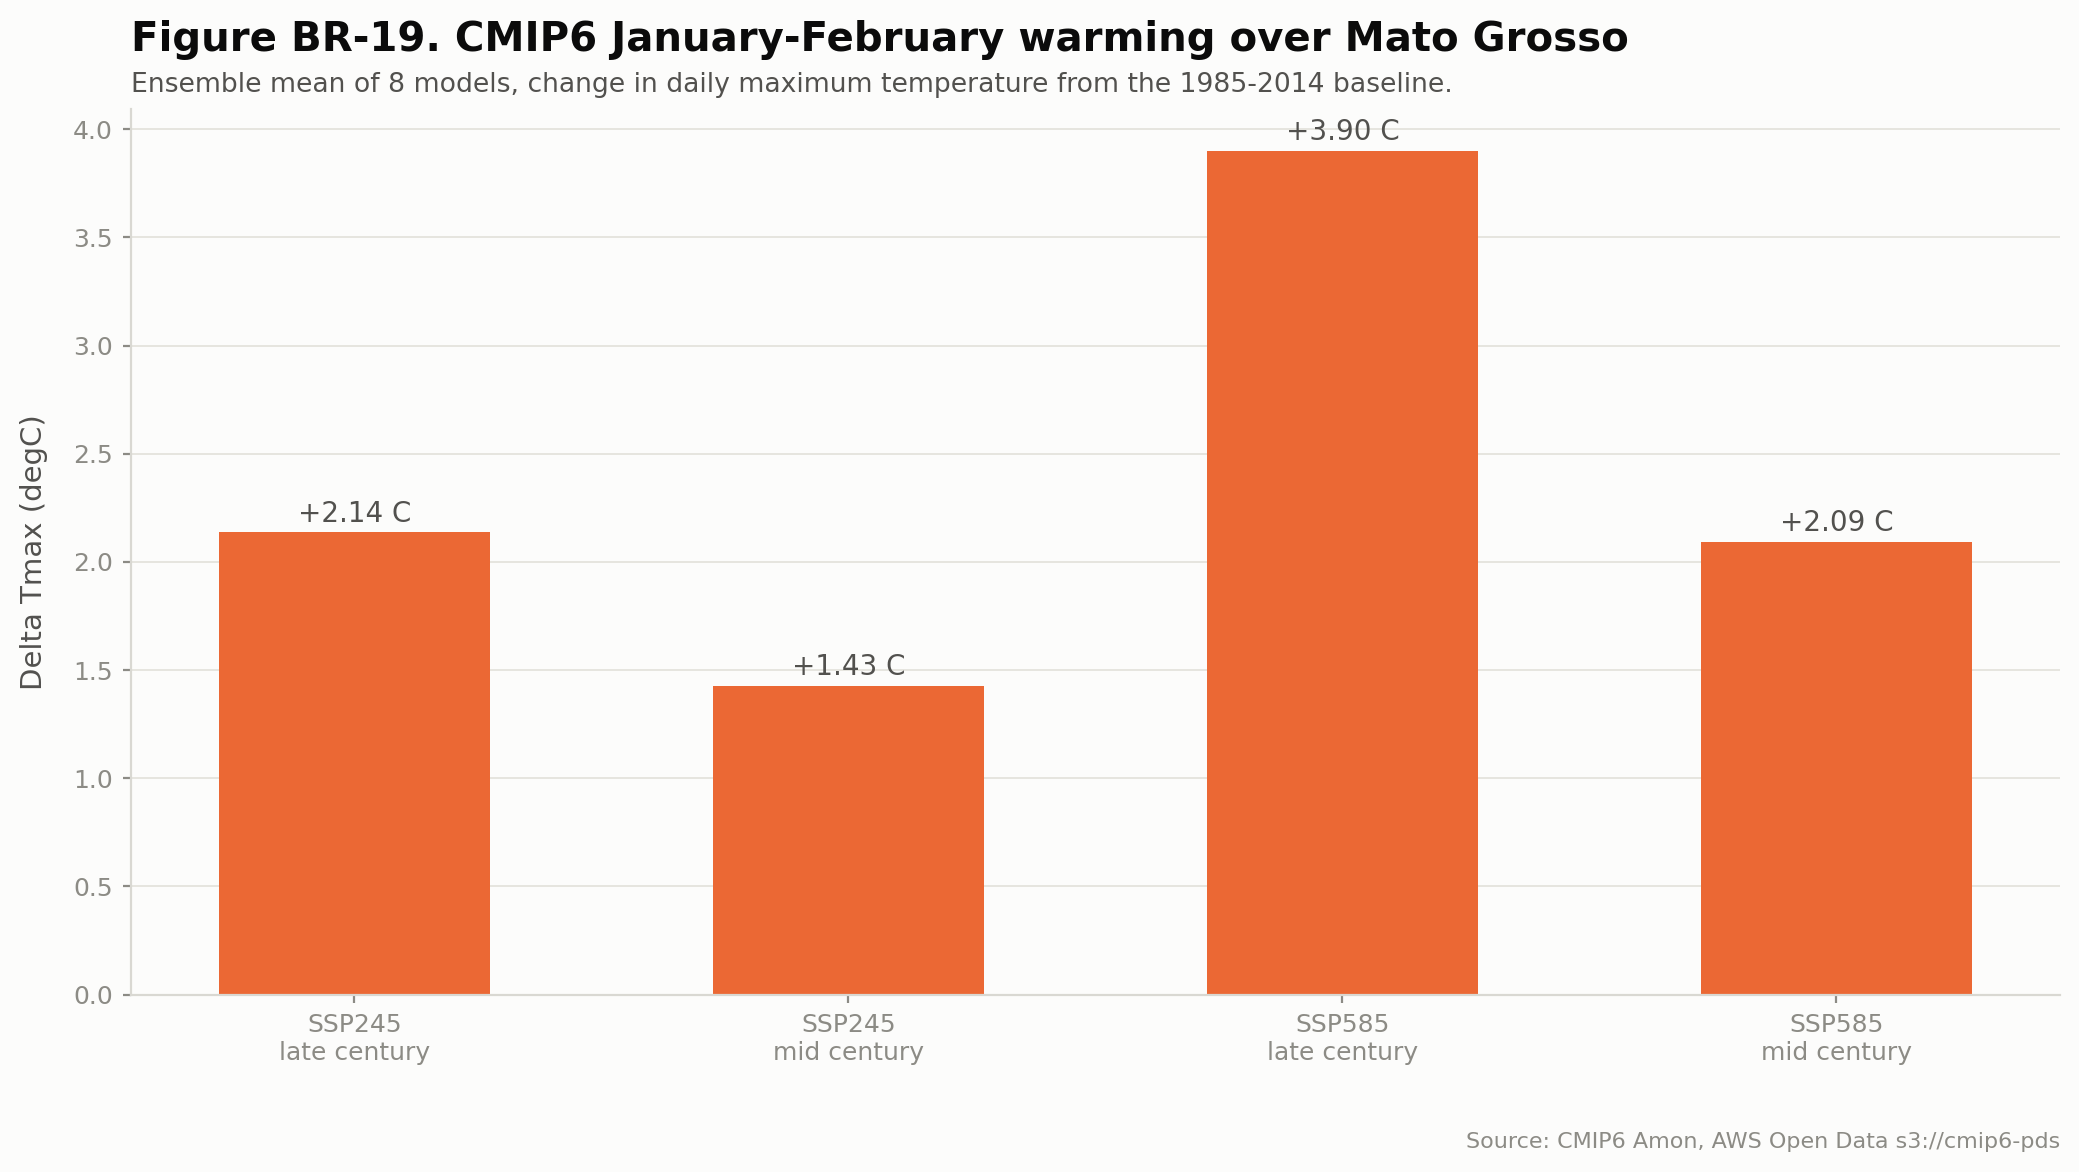 Figure BR-19. CMIP6 January-February warming over Mato Grosso
Ensemble mean of 8 models, change in daily maximum temperature from the 1985-2014 baseline.
Delta Tmax (degC)
4.0
3.5
3.0
2.5
2.0
1.5
1.0
0.5
0.0
+2.14 C
+1.43 C
+3.90 C
+2.09 C
SSP245
late century
SSP245
mid century
SSP585
late century
SSP585
mid century
Source: CMIP6 Amon, AWS Open Data s3://cmip6-pds